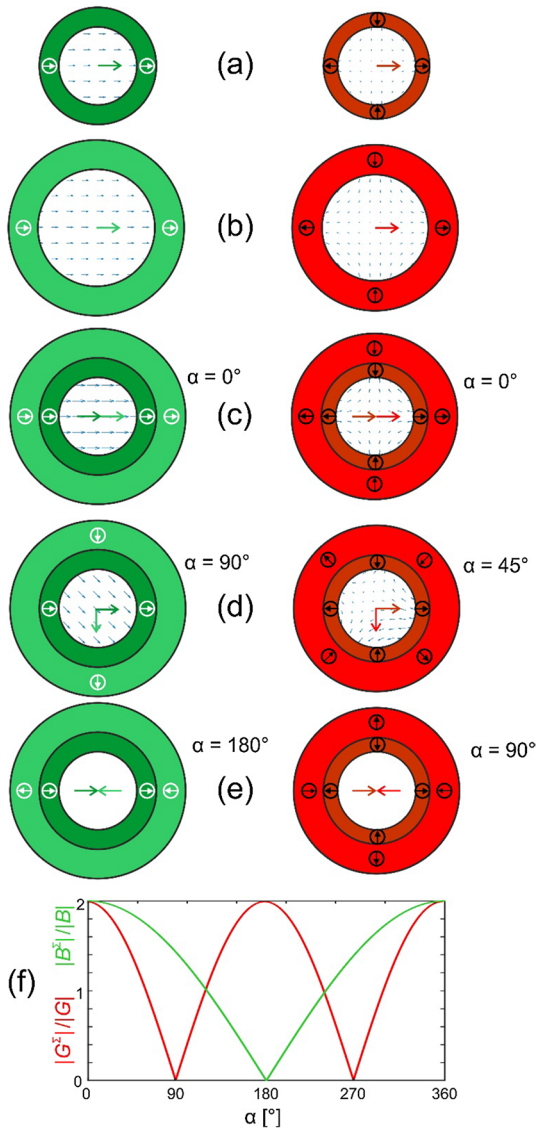 (a)
(b)
α = 0°
(c)
α = 0°
α = 90°
(d)
α = 45°
α = 180°
(e)
α = 90°
(f)
|G^Σ|/|G| |B^Σ|/|B|
2
1
0
0 90 180 270 360
α [°]